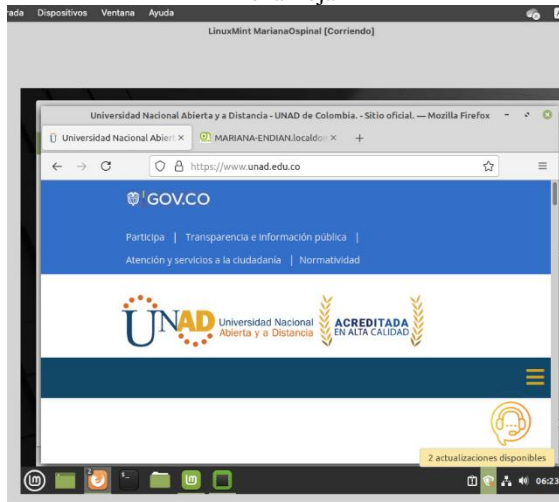 Dispositivos Ventana Ayuda
LinuxMint MarianaOspinal [Corriendo]
Universidad Nacional Abierta y a Distancia - UNAD de Colombia. - Sitio oficial. — Mozilla Firefox
Universidad Nacional Abiert
MARIANA-ENDIAN.localdo
https://www.unad.edu.co
GOV.CO
Participa | Transparencia e información pública |
Atención y servicios a la ciudadanía | Normatividad
UNAD Universidad Nacional
Abierta y a Distancia
ACREDITADA
EN ALTA CALIDAD
2 actualizaciones disponibles
2
06:23